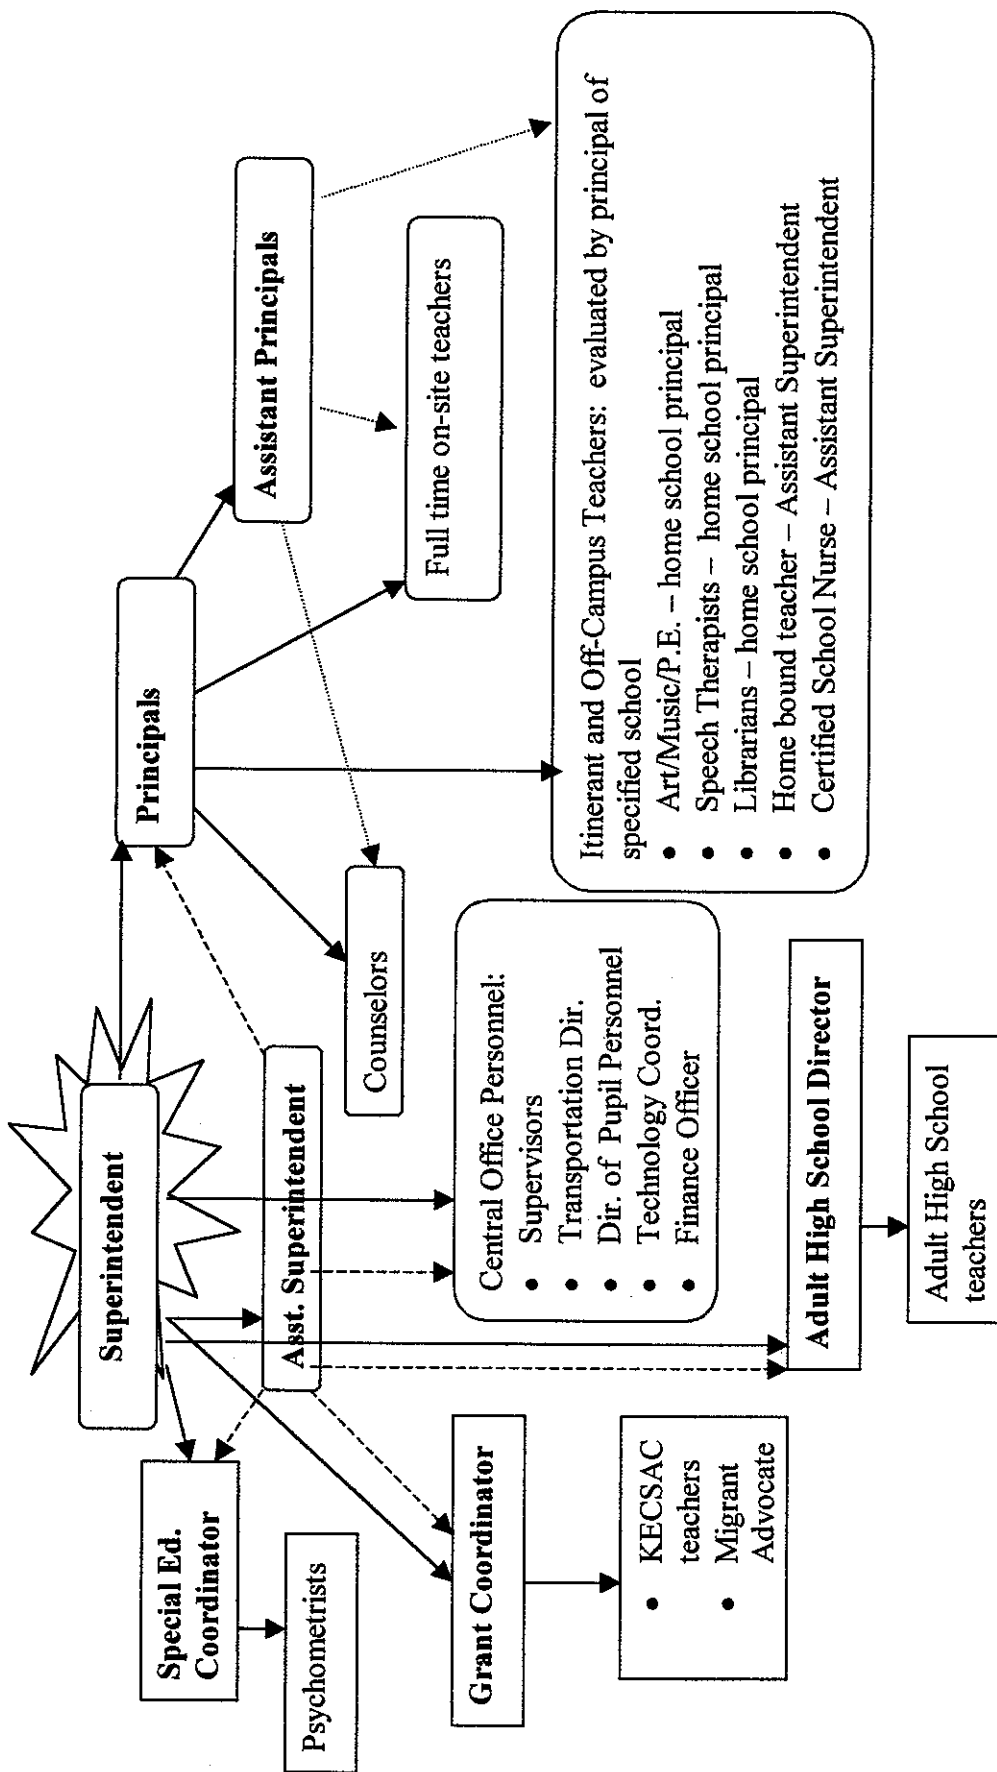 Superintendent
Principals
Assistant Principals
Special Ed.
Coordinator
Asst. Superintendent
Psychometrists
Counselors
Full time on-site teachers
Grant Coordinator
Central Office Personnel:
• Supervisors
• Transportation Dir.
• Dir. of Pupil Personnel
• Technology Coord.
• Finance Officer
Itinerant and Off-Campus Teachers: evaluated by principal of
specified school
• Art/Music/P.E. – home school principal
• Speech Therapists – home school principal
• Librarians – home school principal
• Home bound teacher – Assistant Superintendent
• Certified School Nurse – Assistant Superintendent
• KECSAC
teachers
• Migrant
Advocate
Adult High School Director
Adult High School
teachers